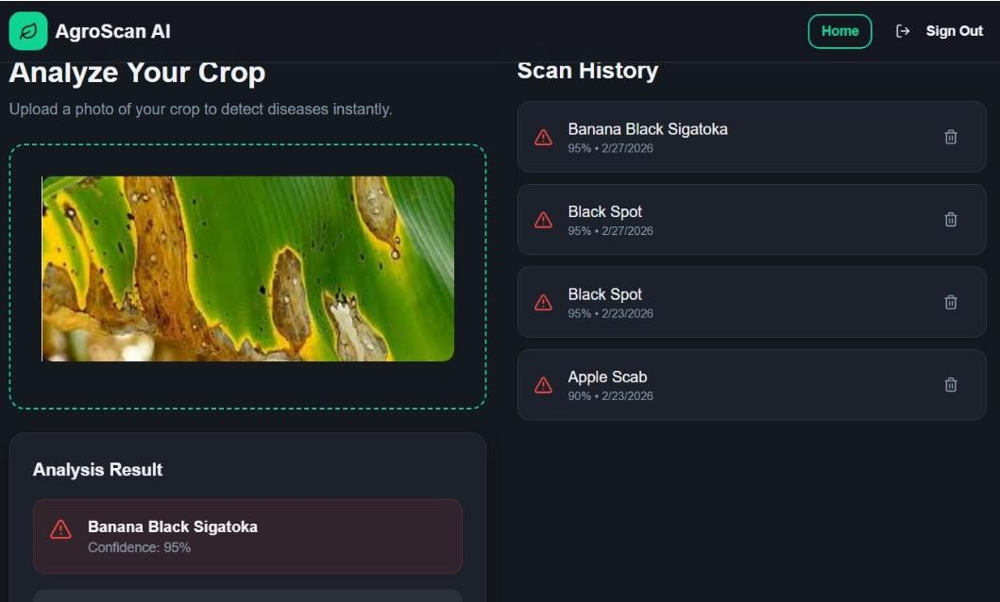 AgroScan AI
Home
Sign Out
Analyze Your Crop
Upload a photo of your crop to detect diseases instantly.
Analysis Result
Banana Black Sigatoka
Confidence: 95%
Scan History
Banana Black Sigatoka
95% • 2/27/2026
Black Spot
95% • 2/27/2026
Black Spot
95% • 2/23/2026
Apple Scab
90% • 2/23/2026